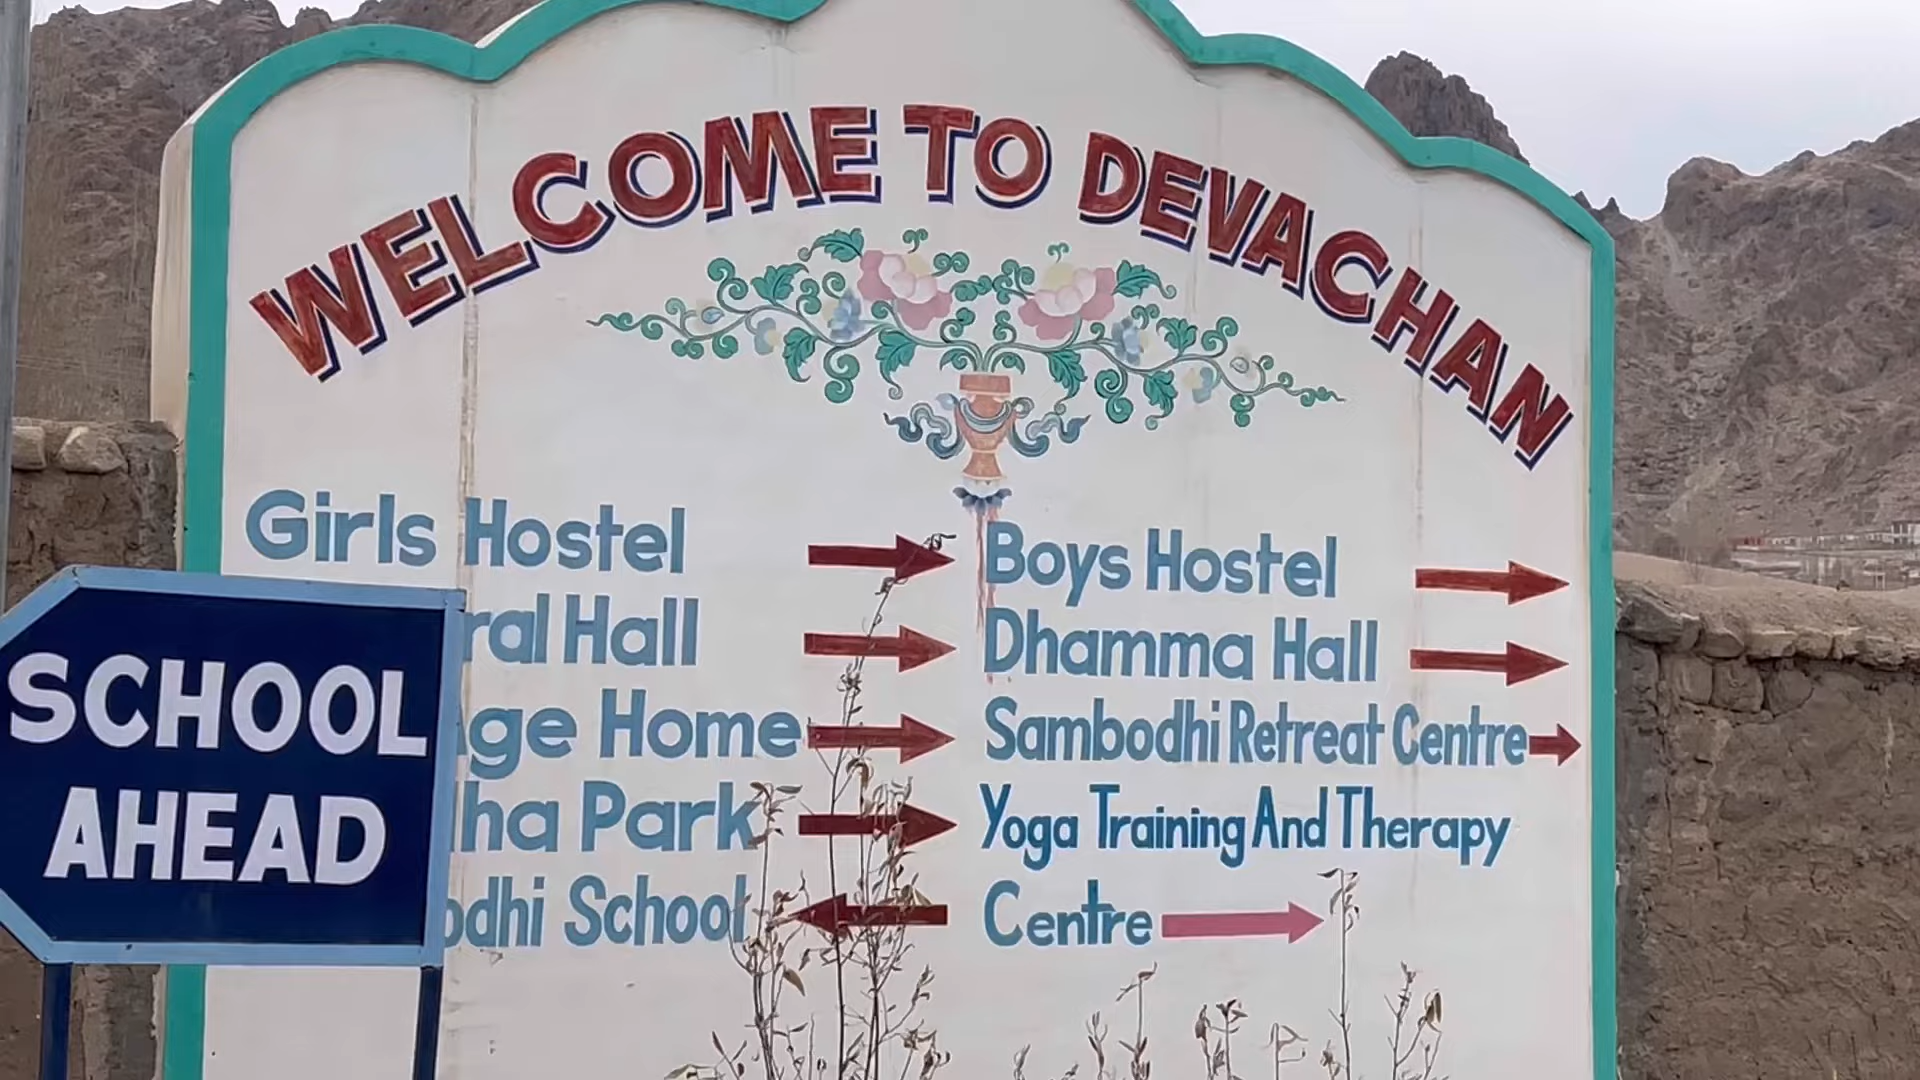 WELCOME TO DEVACHAN
Girls Hostel
Hall
Home
Park
School
Boys Hostel
Dhamma Hall
Sambodhi Retreat Centre
Yoga Training And Therapy
Centre
SCHOOL
AHEAD